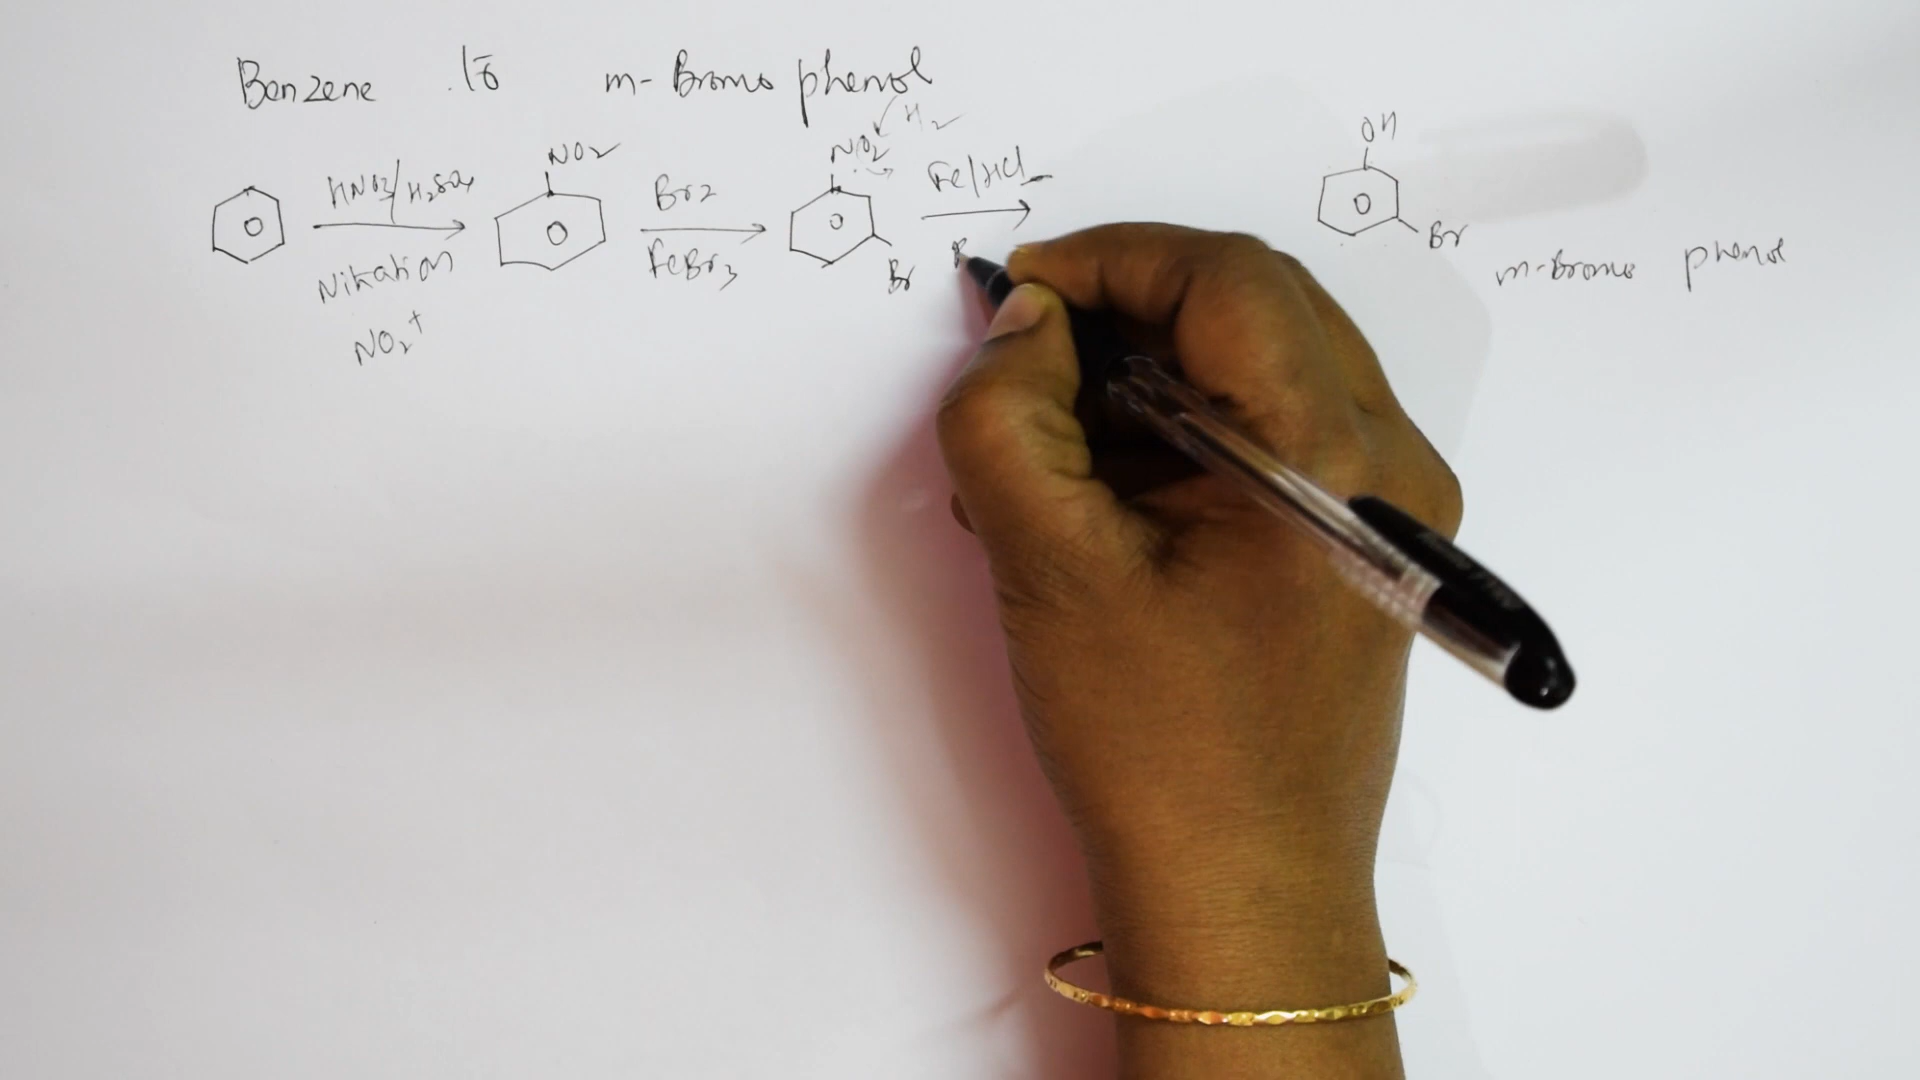 Benzene to m-Bromo phenol
H2
NO2 NO2 OH
HNO3/H2SO4 Br2 Fe/HCl
Br
Nitration FeBr3 Br m-Bromo phenol
NO2+